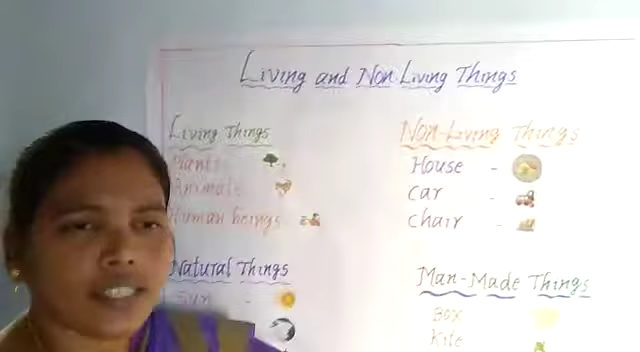 Living and Non Living Things
Living Things
Plants
Animals
Human beings
Non-Living Things
House -
Car -
Chair -
Natural Things
Sun -
Man-Made Things
Box
Kite